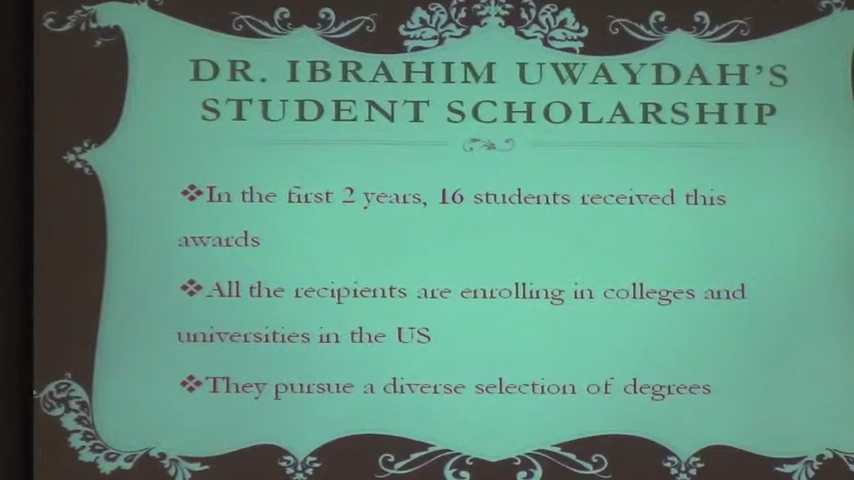 DR. IBRAHIM UWAYDAH'S
STUDENT SCHOLARSHIP
❖In the first 2 years, 16 students received this
awards
❖All the recipients are enrolling in colleges and
universities in the US
❖They pursue a diverse selection of degrees